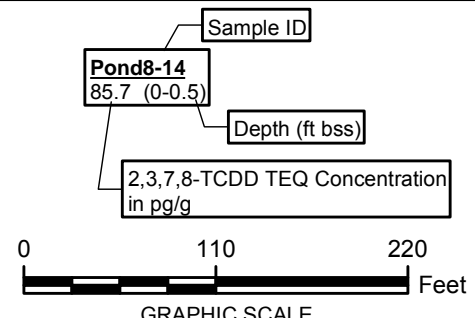 Sample ID
Pond8-14
85.7 (0-0.5)
Depth (ft bss)
2,3,7,8-TCDD TEQ Concentration
in pg/g
0 110 220
Feet
GRAPHIC SCALE